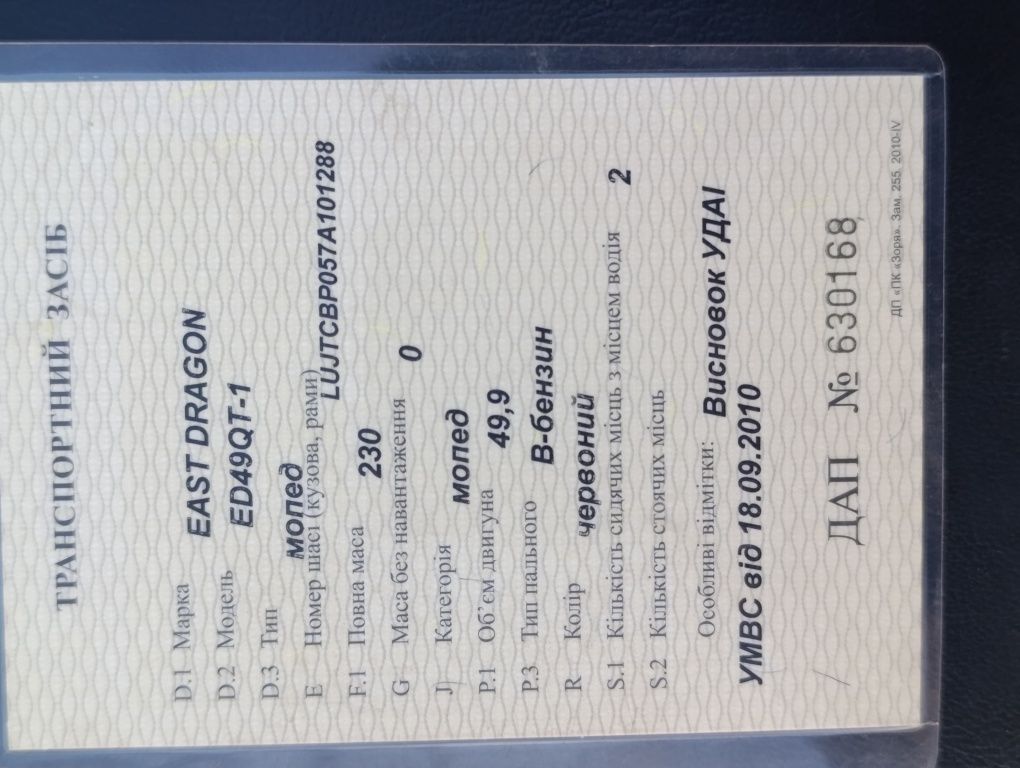 ТРАНСПОРТНИЙ ЗАСІБ
D.1 Марка EAST DRAGON
D.2 Модель ED49QT-1
D.3 Тип мопед
E Номер шасі (кузова, рами) LUJTCBP057A101288
F.1 Повна маса 230
G Маса без навантаження 0
J Категорія мопед
P.1 Об'єм двигуна 49,9
P.3 Тип пального В-бензин
R Колір червоний
S.1 Кількість сидячих місць з місцем водія 2
S.2 Кількість стоячих місць
Особливі відмітки: Висновок УДАІ
УМВС від 18.09.2010
ДАП № 630168
ДП «ПК «Зоря». Зам. 255. 2010-IV